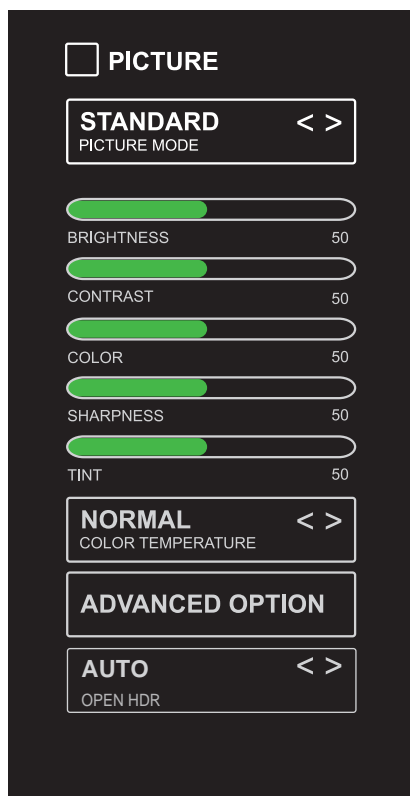 PICTURE
STANDARD < >
PICTURE MODE
BRIGHTNESS 50
CONTRAST 50
COLOR 50
SHARPNESS 50
TINT 50
NORMAL < >
COLOR TEMPERATURE
ADVANCED OPTION
AUTO < >
OPEN HDR